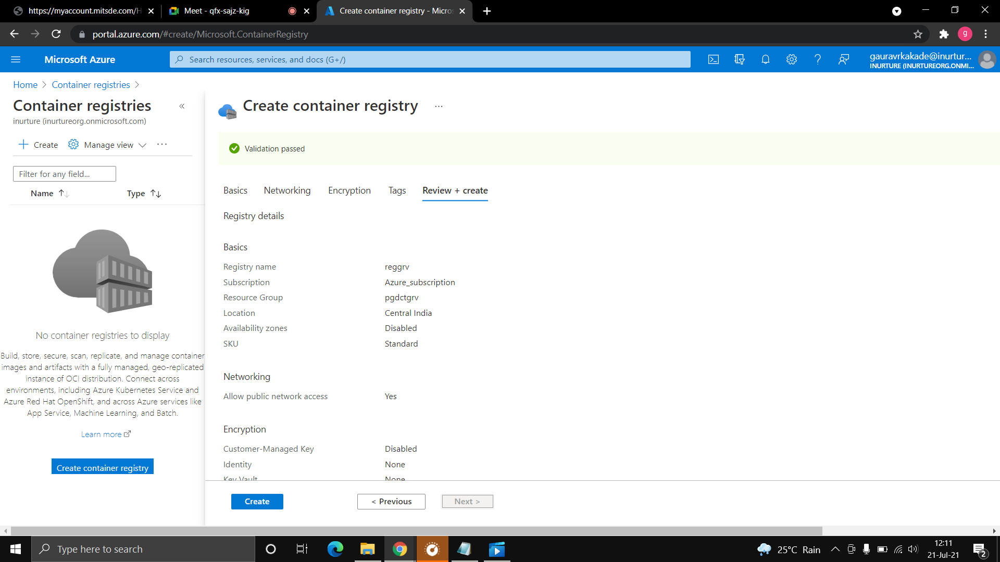 https://myaccount.mitsde.com/H
Meet - qfx-sajz-kig
Create container registry - Micros
portal.azure.com/#create/Microsoft.ContainerRegistry
g
Microsoft Azure
Search resources, services, and docs (G+/)
gauravrkakade@inurtur...
INURTURE (INURTUREORG.ONMI...
Home > Container registries >
Container registries
«
inurture (inurtureorg.onmicrosoft.com)
+ Create
Manage view
...
Filter for any field...
Name ↑↓
Type ↑↓
No container registries to display
Build, store, secure, scan, replicate, and manage container
images and artifacts with a fully managed, geo-replicated
instance of OCI distribution. Connect across
environments, including Azure Kubernetes Service and
Azure Red Hat OpenShift, and across Azure services like
App Service, Machine Learning, and Batch.
Learn more
Create container registry
Create container registry ...
Validation passed
Basics Networking Encryption Tags Review + create
Registry details
Basics
Registry name reggrv
Subscription Azure_subscription
Resource Group pgdctgrv
Location Central India
Availability zones Disabled
SKU Standard
Networking
Allow public network access Yes
Encryption
Customer-Managed Key Disabled
Identity None
Key Vault None
Create
< Previous
Next >
Type here to search
25°C Rain
12:11
21-Jul-21
2